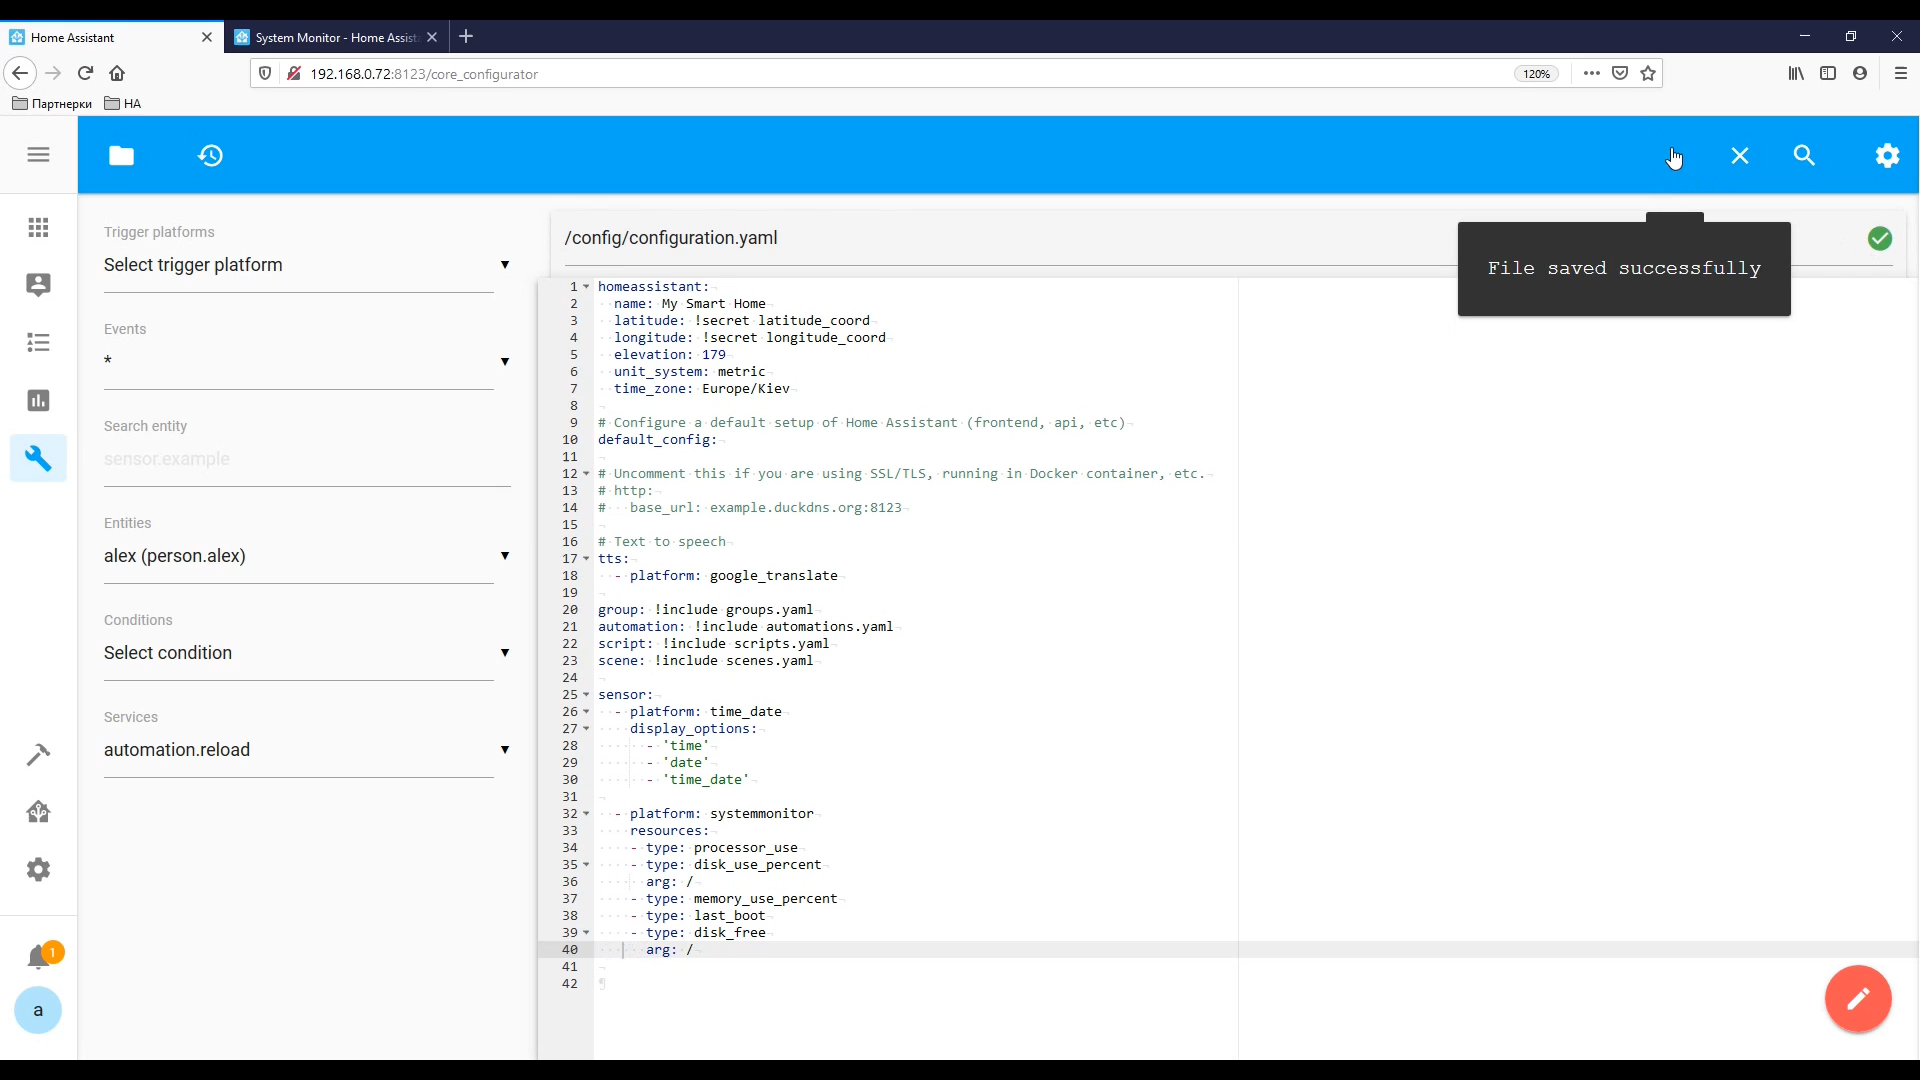 Home Assistant
System Monitor - Home Assist
192.168.0.72:8123/core_configurator
120%
Партнерки
HA
Trigger platforms
Select trigger platform
Events
*
Search entity
sensor.example
Entities
alex (person.alex)
Conditions
Select condition
Services
automation.reload
1
a
/config/configuration.yaml
File saved successfully
1 homeassistant:
2 name: My Smart Home
3 latitude: !secret latitude_coord
4 longitude: !secret longitude_coord
5 elevation: 179
6 unit_system: metric
7 time_zone: Europe/Kiev
8
9 # Configure a default setup of Home Assistant (frontend, api, etc)
10 default_config:
11
12 # Uncomment this if you are using SSL/TLS, running in Docker container, etc.
13 # http:
14 # base_url: example.duckdns.org:8123
15
16 # Text to speech
17 tts:
18 - platform: google_translate
19
20 group: !include groups.yaml
21 automation: !include automations.yaml
22 script: !include scripts.yaml
23 scene: !include scenes.yaml
24
25 sensor:
26 - platform: time_date
27 display_options:
28 - 'time'
29 - 'date'
30 - 'time_date'
31
32 - platform: systemmonitor
33 resources:
34 - type: processor_use
35 - type: disk_use_percent
36 arg: /
37 - type: memory_use_percent
38 - type: last_boot
39 - type: disk_free
40 arg: /
41
42